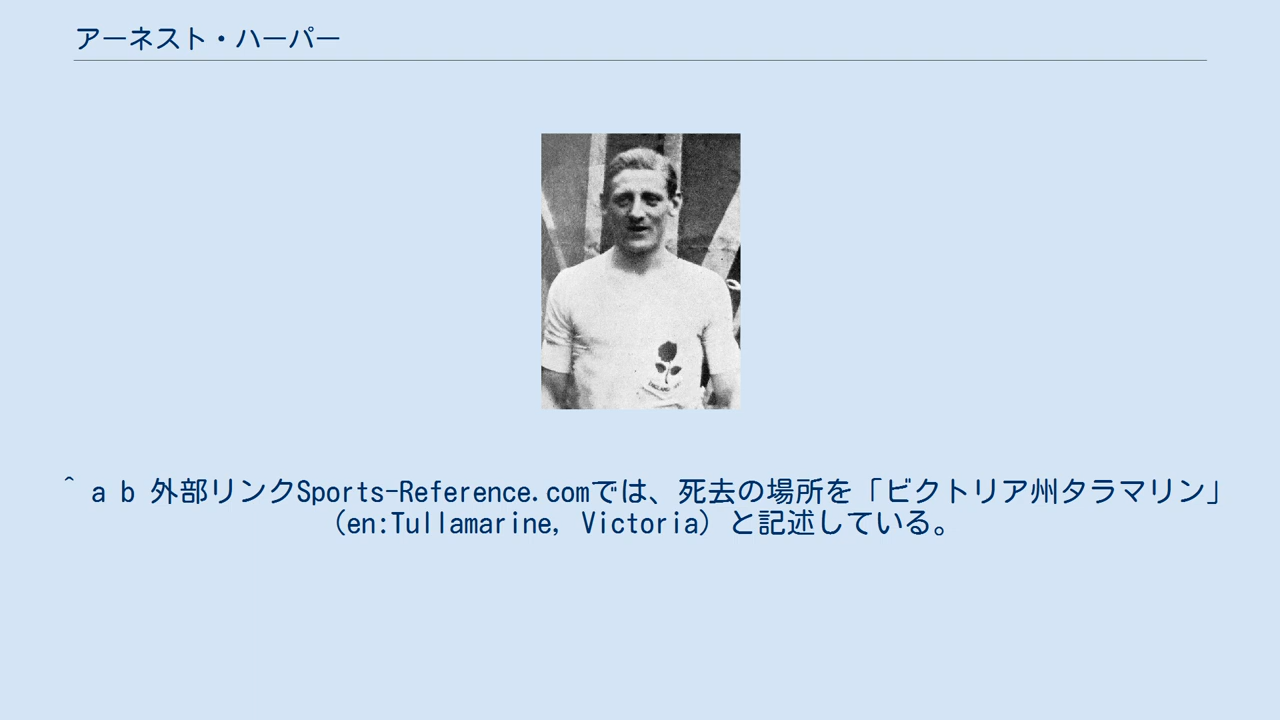 アーネスト・ハーパー
^ a b 外部リンクSports-Reference.comでは、死去の場所を「ビクトリア州タラマリン」
（en:Tullamarine, Victoria）と記述している。